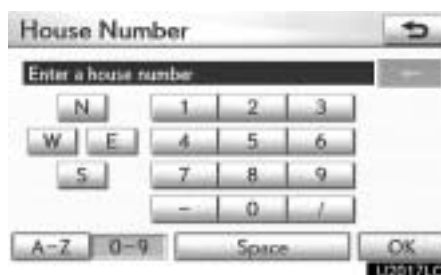 House Number
Enter a house number
N 1 2 3
W E 4 5 6
S 7 8 9
- 0 /
A-Z 0-9 Space OK